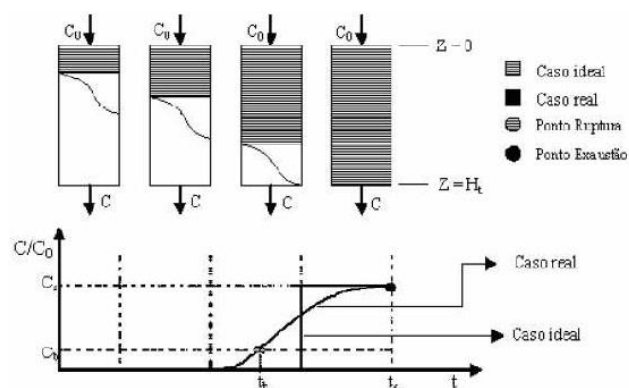 C₀ C₀ C₀ C₀
Z = 0
Caso ideal
Caso real
Ponto Ruptura
Ponto Exaustão
Z = Hₜ
C C C C
C/C₀
Caso real
Caso ideal
C_b
t